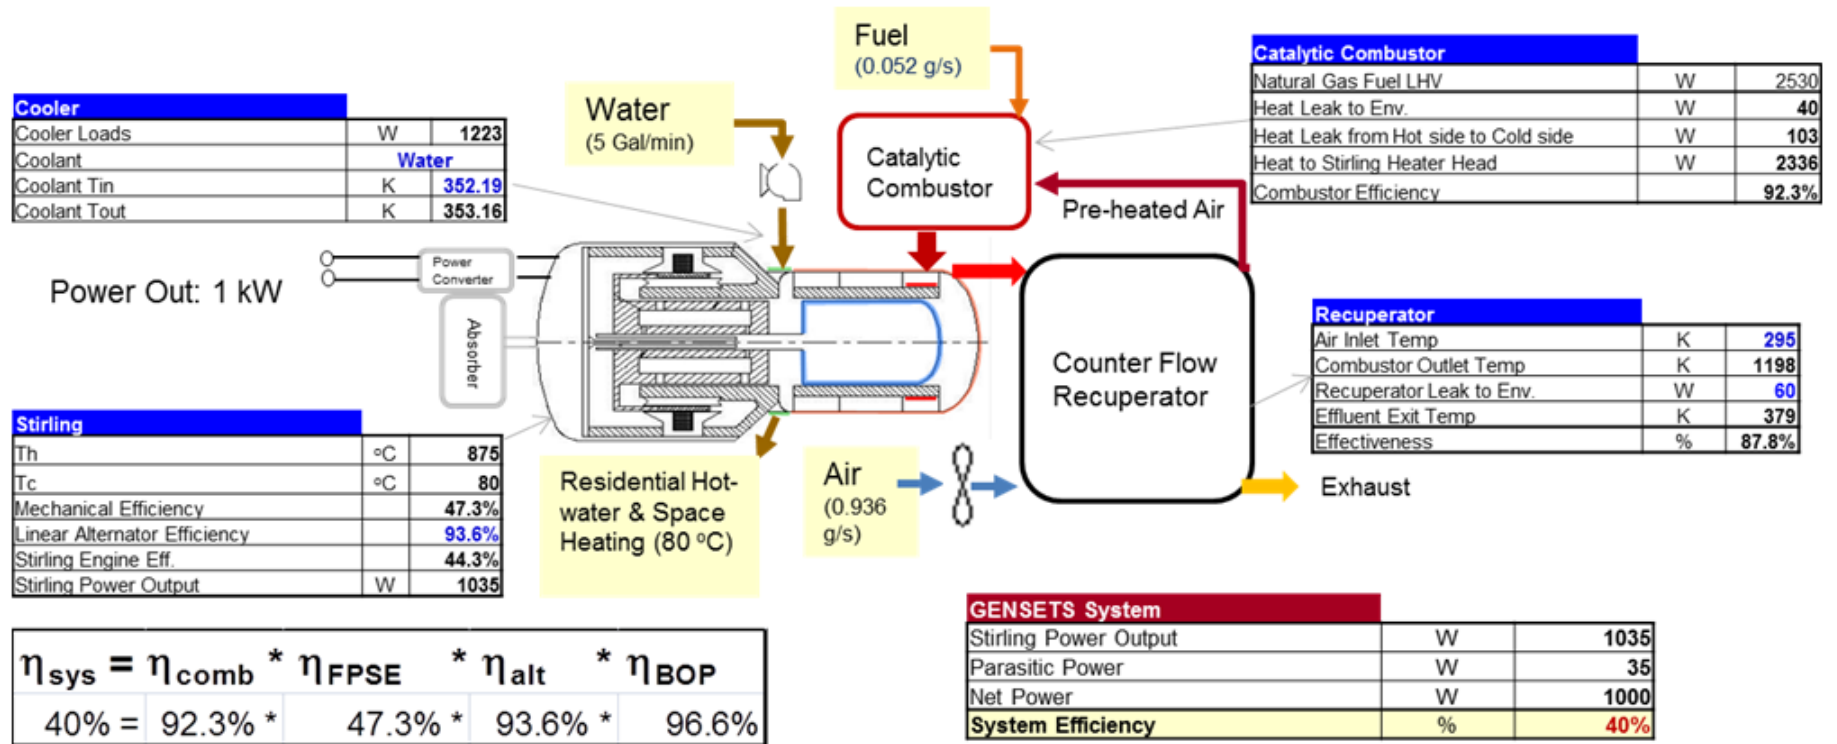 Fuel
(0.052 g/s)
Catalytic Combustor
Natural Gas Fuel LHV W 2530
Heat Leak to Env. W 40
Heat Leak from Hot side to Cold side W 103
Heat to Stirling Heater Head W 2336
Combustor Efficiency 92.3%
Cooler
Cooler Loads W 1223
Coolant Water
Coolant Tin K 352.19
Coolant Tout K 353.16
Water
(5 Gal/min)
Catalytic
Combustor
Pre-heated Air
Power Out: 1 kW
Power
Converter
Absorber
Counter Flow
Recuperator
Recuperator
Air Inlet Temp K 295
Combustor Outlet Temp K 1198
Recuperator Leak to Env. W 60
Effluent Exit Temp K 379
Effectiveness % 87.8%
Stirling
Th ºC 875
Tc ºC 80
Mechanical Efficiency 47.3%
Linear Alternator Efficiency 93.6%
Stirling Engine Eff. 44.3%
Stirling Power Output W 1035
Residential Hot-
water & Space
Heating (80 ºC)
Air
(0.936
g/s)
Exhaust
GENSETS System
Stirling Power Output W 1035
Parasitic Power W 35
Net Power W 1000
System Efficiency % 40%
ηsys = ηcomb * ηFPSE * ηalt * ηBOP
40% = 92.3% * 47.3% * 93.6% * 96.6%